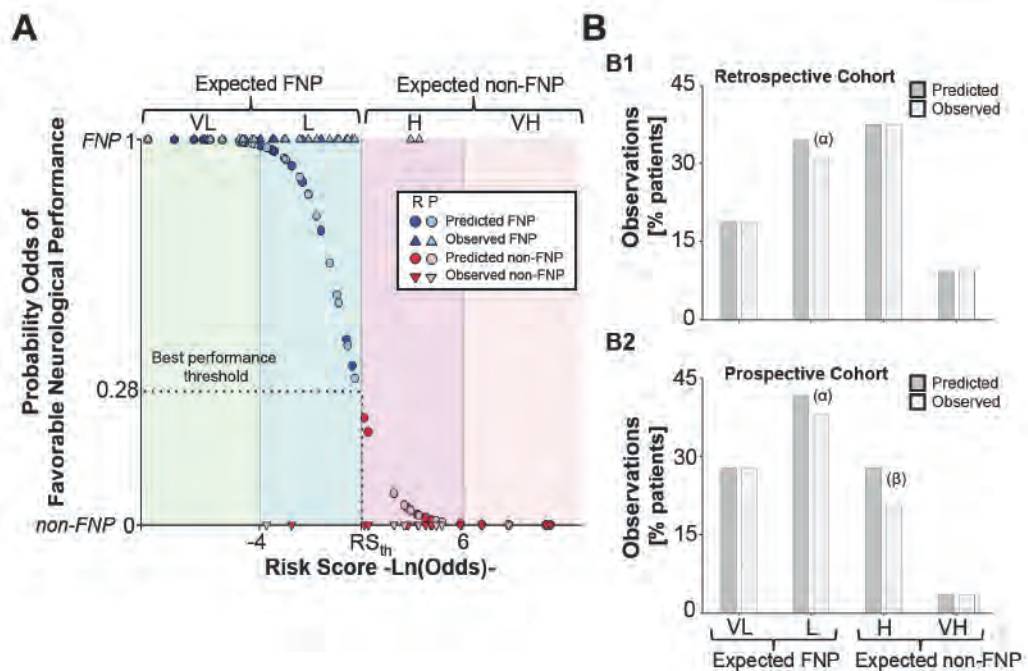 A
Expected FNP
Expected non-FNP
VL
L
H
VH
FNP 1
R P
Predicted FNP
Observed FNP
Predicted non-FNP
Observed non-FNP
Best performance
threshold
0.28
non-FNP 0
-4
RSth
6
Risk Score -Ln(Odds)-
Probability Odds of
Favorable Neurological Performance
B
B1
Retrospective Cohort
Predicted
Observed
45
30
15
0
(α)
Observations
[% patients]
B2
Prospective Cohort
Predicted
Observed
45
30
15
0
(α)
(β)
Observations
[% patients]
VL
L
H
VH
Expected FNP
Expected non-FNP